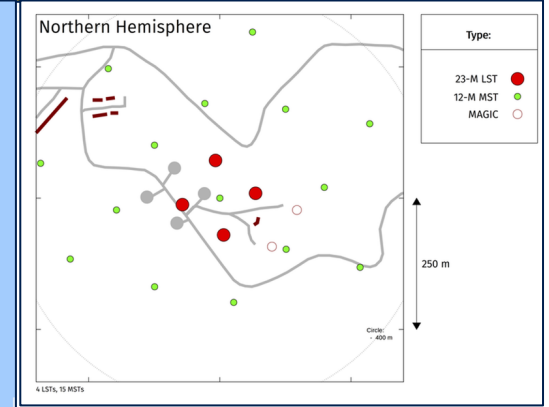 Northern Hemisphere
Type:
23-M LST
12-M MST
MAGIC
250 m
Circle:
- 400 m
4 LSTs, 15 MSTs